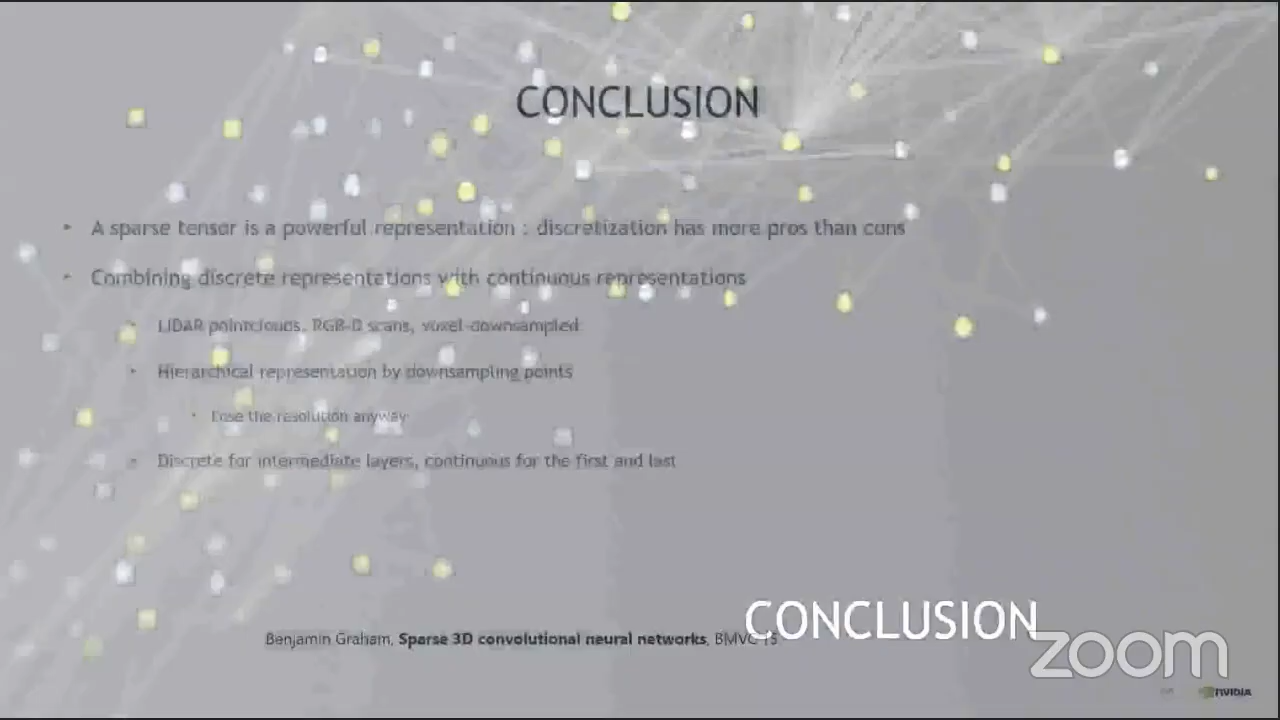 CONCLUSION
A sparse tensor is a powerful representation : discretization has more pros than cons
Combining discrete representations with continuous representations
LIDAR pointclouds, RGB-D scans, voxel-downsampled
Hierarchical representation by downsampling points
Lose the resolution anyway
Discrete for intermediate layers, continuous for the first and last
CONCLUSION
Benjamin Graham, Sparse 3D convolutional neural networks, BMVC 15
zoom
NVIDIA